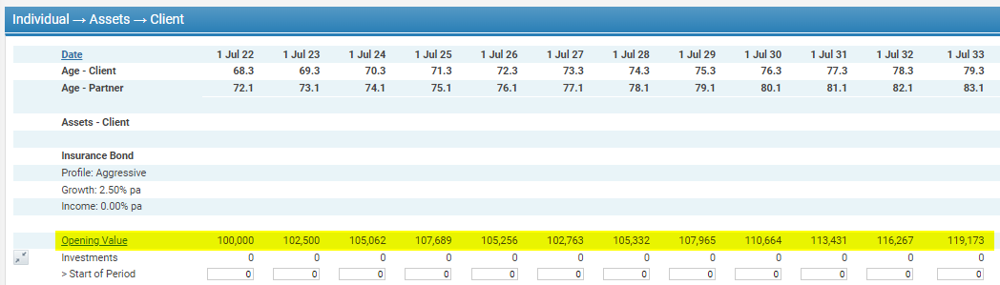 Individual → Assets → Client
Date 1 Jul 22 1 Jul 23 1 Jul 24 1 Jul 25 1 Jul 26 1 Jul 27 1 Jul 28 1 Jul 29 1 Jul 30 1 Jul 31 1 Jul 32 1 Jul 33
Age - Client 68.3 69.3 70.3 71.3 72.3 73.3 74.3 75.3 76.3 77.3 78.3 79.3
Age - Partner 72.1 73.1 74.1 75.1 76.1 77.1 78.1 79.1 80.1 81.1 82.1 83.1
Assets - Client
Insurance Bond
Profile: Aggressive
Growth: 2.50% pa
Income: 0.00% pa
Opening Value 100,000 102,500 105,062 107,689 105,256 102,763 105,332 107,965 110,664 113,431 116,267 119,173
Investments 0 0 0 0 0 0 0 0 0 0 0 0
> Start of Period 0 0 0 0 0 0 0 0 0 0 0 0